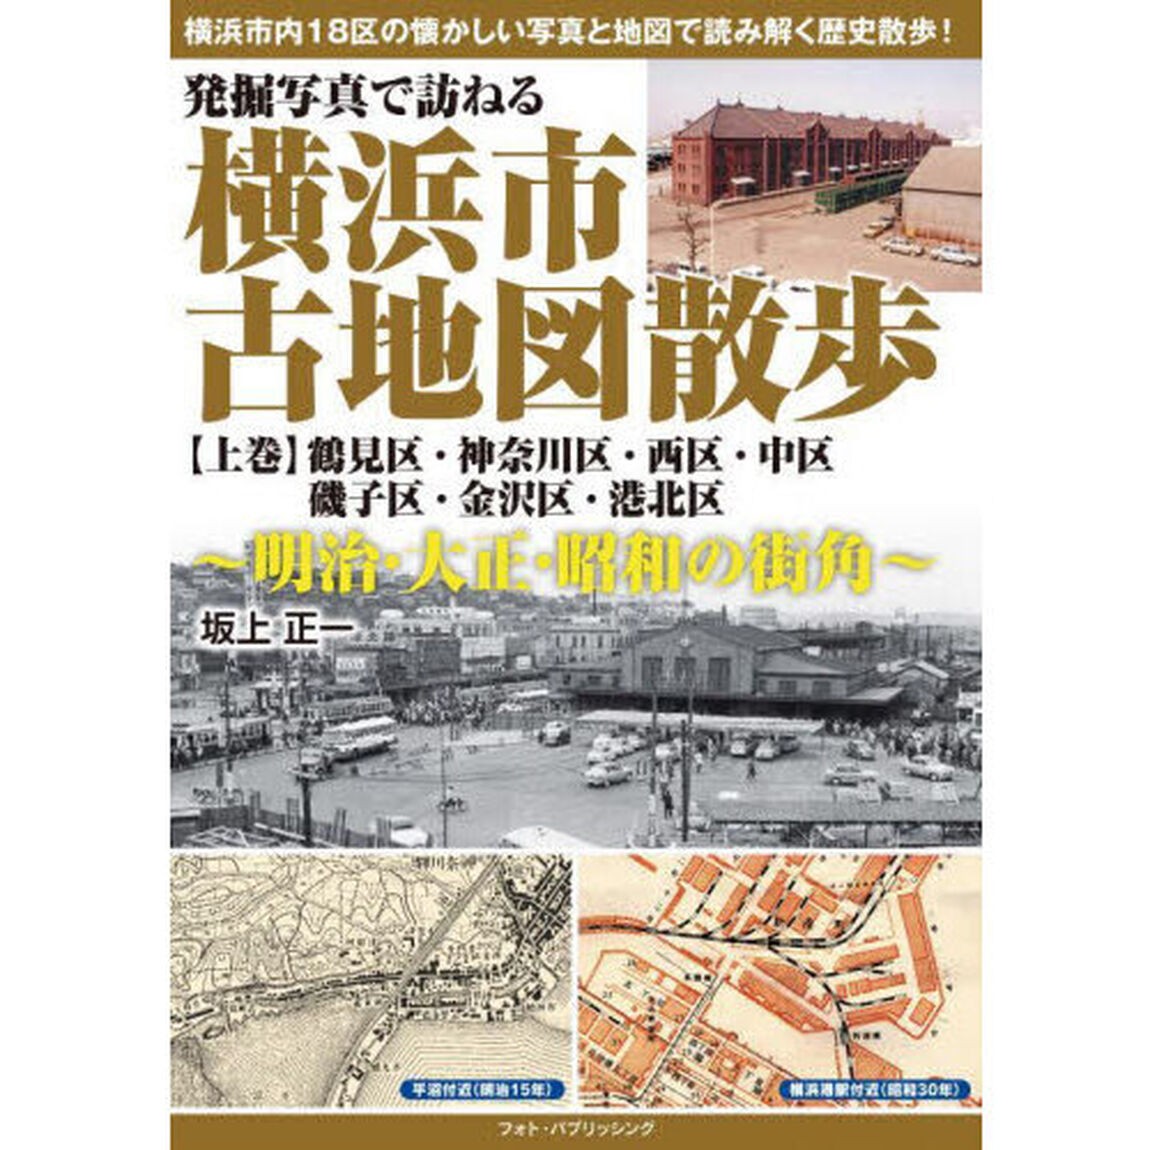 横浜市内18区の懐かしい写真と地図で読み解く歴史散歩！
発掘写真で訪ねる
横浜市
古地図散歩
【上巻】鶴見区・神奈川区・西区・中区
磯子区・金沢区・港北区
～明治・大正・昭和の街角～
坂上 正一
平沼付近（明治15年）
横浜港駅付近（昭和30年）
フォト・パブリッシング